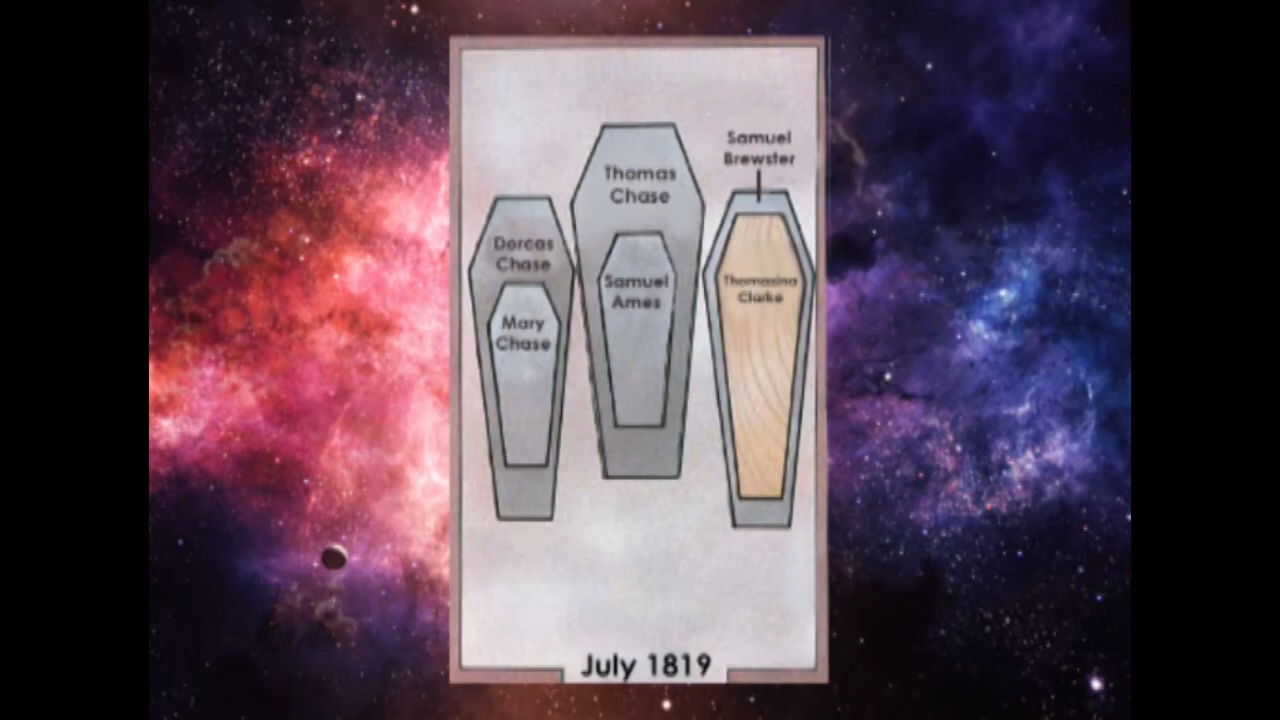 Samuel
Brewster
Thomas
Chase
Dorcas
Chase
Samuel
Ames
Thomasina
Clarke
Mary
Chase
July 1819